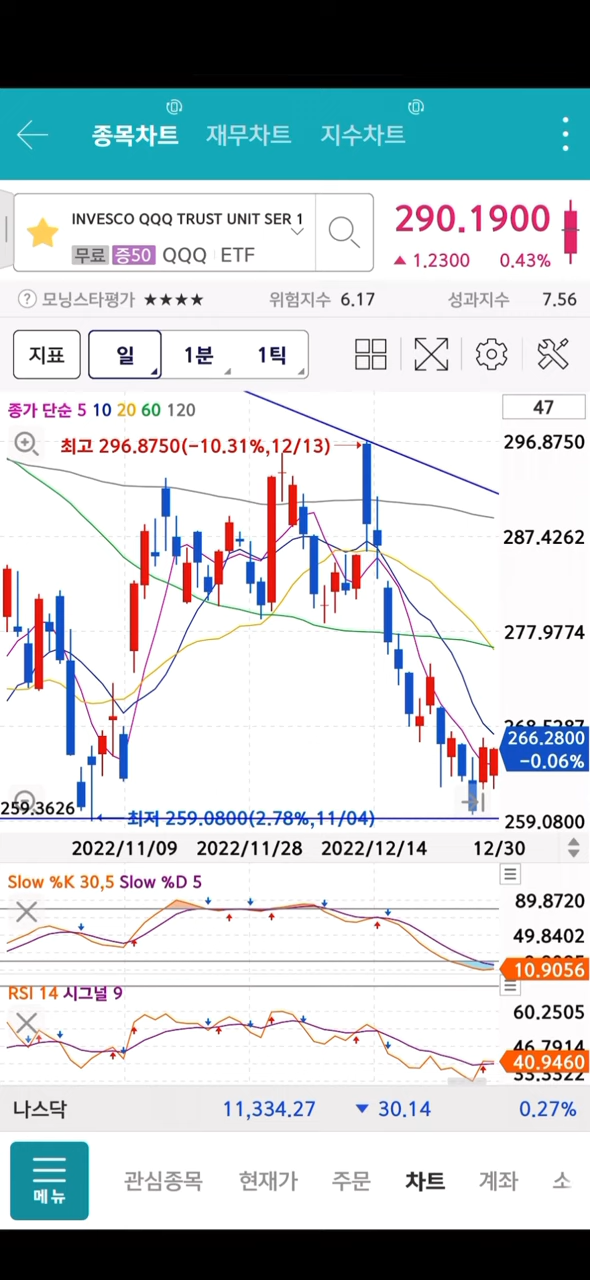 종목차트 재무차트 지수차트
INVESCO QQQ TRUST UNIT SER 1
무료 증50 QQQ ETF
290.1900
▲ 1.2300 0.43%
? 모닝스타평가 ★★★★ 위험지수 6.17 성과지수 7.56
지표 일 1분 1틱
종가 단순 5 10 20 60 120
47
최고 296.8750(-10.31%,12/13)
296.8750
287.4262
277.9774
266.2800
-0.06%
259.3626
최저 259.0800(2.78%,11/04)
259.0800
2022/11/09 2022/11/28 2022/12/14 12/30
Slow %K 30,5 Slow %D 5
89.8720
49.8402
10.9056
RSI 14 시그널 9
60.2505
46.7914
40.9460
나스닥 11,334.27 ▼ 30.14 0.27%
메뉴 관심종목 현재가 주문 차트 계좌